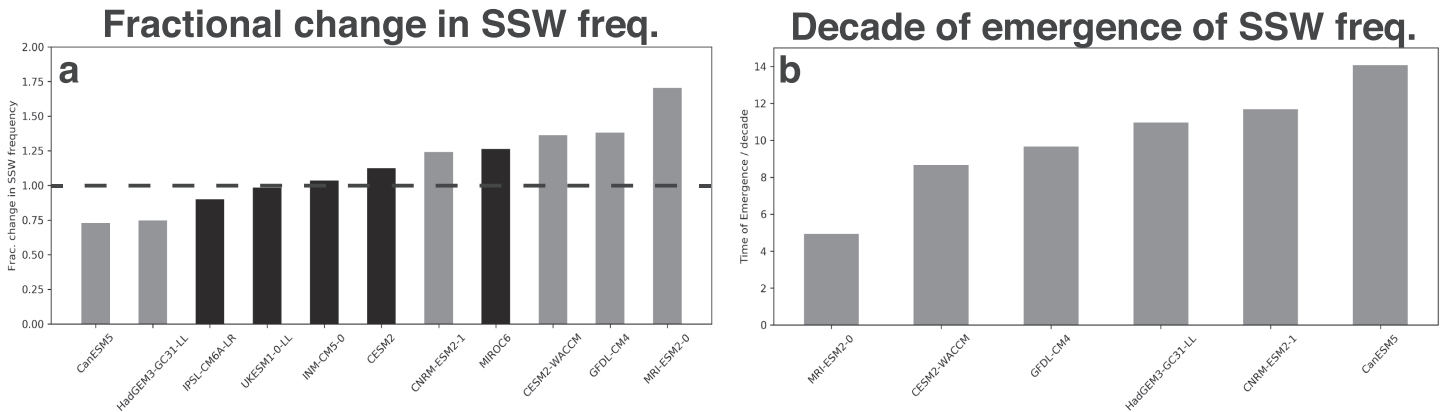 Fractional change in SSW freq.
a
Frac. change in SSW frequency
2.00
1.75
1.50
1.25
1.00
0.75
0.50
0.25
0.00
CanESM5
HadGEM3-GC31-LL
IPSL-CM6A-LR
UKESM1-0-LL
INM-CM5-0
CESM2
CNRM-ESM2-1
MIROC6
CESM2-WACCM
GFDL-CM4
MRI-ESM2-0
Decade of emergence of SSW freq.
b
Time of Emergence / decade
14
12
10
8
6
4
2
0
MRI-ESM2-0
CESM2-WACCM
GFDL-CM4
HadGEM3-GC31-LL
CNRM-ESM2-1
CanESM5